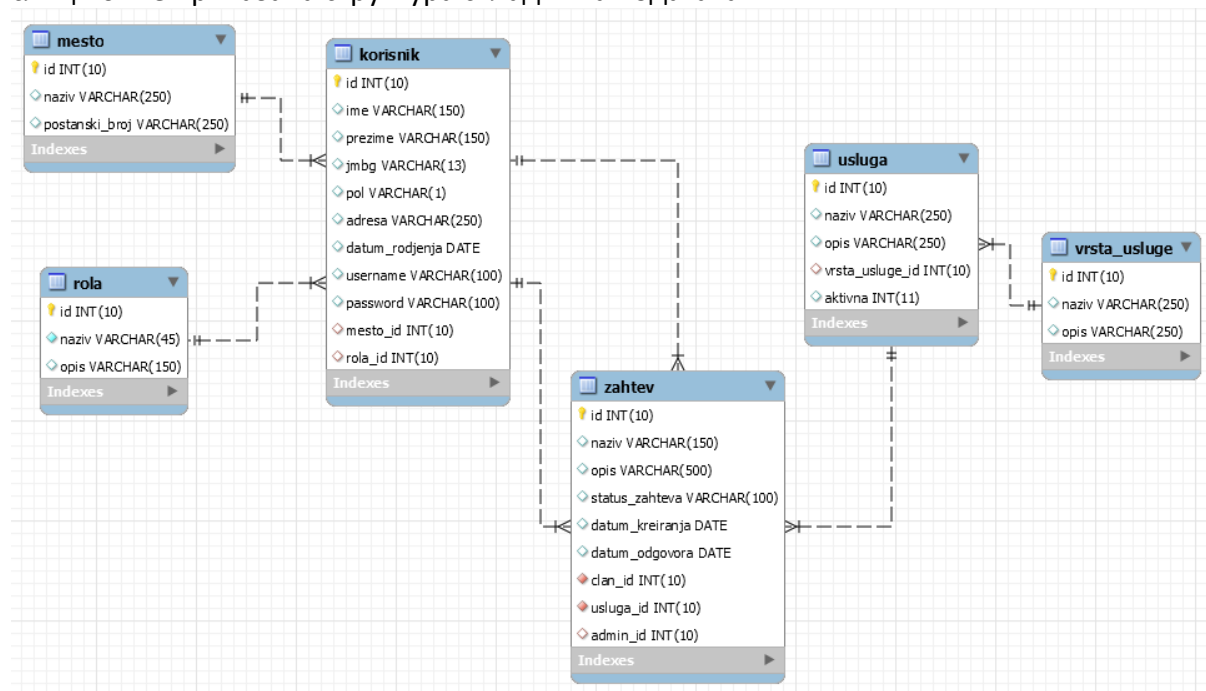 mesto
id INT(10)
naziv VARCHAR(250)
postanski_broj VARCHAR(250)
Indexes
korisnik
id INT(10)
ime VARCHAR(150)
prezime VARCHAR(150)
jmbg VARCHAR(13)
pol VARCHAR(1)
adresa VARCHAR(250)
datum_rodjenja DATE
username VARCHAR(100)
password VARCHAR(100)
mesto_id INT(10)
rola_id INT(10)
Indexes
rola
id INT(10)
naziv VARCHAR(45)
opis VARCHAR(150)
Indexes
usluga
id INT(10)
naziv VARCHAR(250)
opis VARCHAR(250)
vrsta_usluge_id INT(10)
aktivna INT(11)
Indexes
vrsta_usluge
id INT(10)
naziv VARCHAR(250)
opis VARCHAR(250)
Indexes
zahtev
id INT(10)
naziv VARCHAR(150)
opis VARCHAR(500)
status_zahteva VARCHAR(100)
datum_kreiranja DATE
datum_odgovora DATE
clan_id INT(10)
usluga_id INT(10)
admin_id INT(10)
Indexes